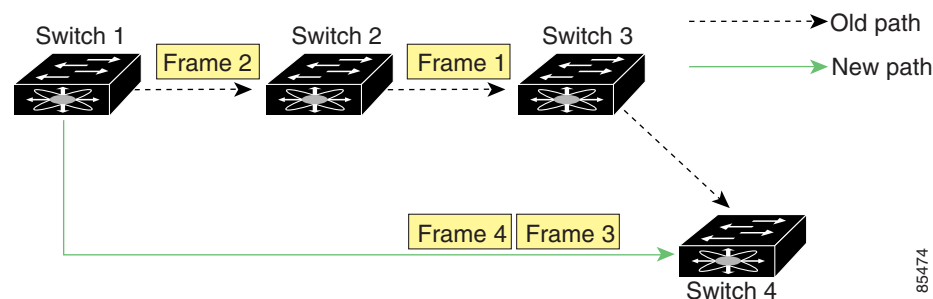 Switch 1
Switch 2
Switch 3
Old path
Frame 2
Frame 1
New path
Frame 4
Frame 3
Switch 4
85474